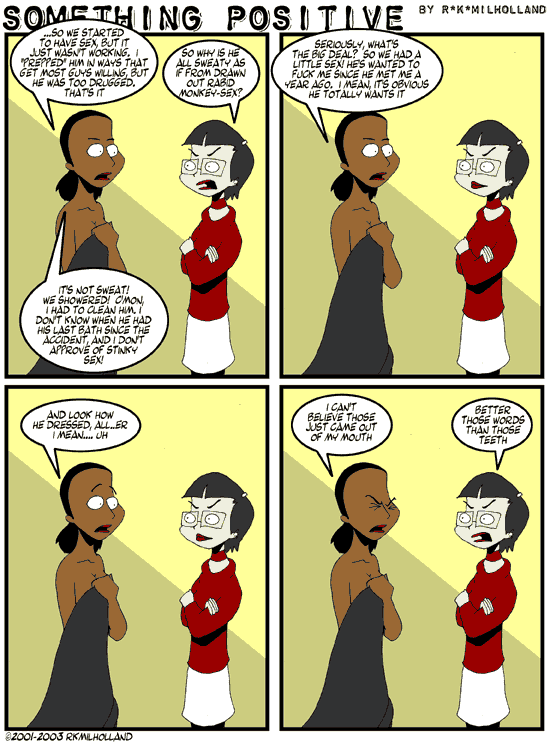 SOMETHING POSITIVE BY R*K*MILHOLLAND
...SO WE STARTED
TO HAVE SEX, BUT IT
JUST WASN'T WORKING. I
"PREPPED" HIM IN WAYS THAT
GET MOST GUYS WILLING, BUT
HE WAS TOO DRUGGED.
THAT'S IT
SO WHY IS HE
ALL SWEATY AS
IF FROM DRAWN
OUT RABID
MONKEY-SEX?
IT'S NOT SWEAT!
WE SHOWERED! C'MON,
I HAD TO CLEAN HIM. I
DON'T KNOW WHEN HE HAD
HIS LAST BATH SINCE THE
ACCIDENT, AND I DON'T
APPROVE OF STINKY
SEX!
SERIOUSLY, WHAT'S
THE BIG DEAL? SO WE HAD A
LITTLE SEX! HE'S WANTED TO
FUCK ME SINCE HE MET ME A
YEAR AGO. I MEAN, IT'S OBVIOUS
HE TOTALLY WANTS IT
AND LOOK HOW
HE DRESSED, ALL...ER
I MEAN.... UH
I CAN'T
BELIEVE THOSE
JUST CAME OUT
OF MY MOUTH
BETTER
THOSE WORDS
THAN THOSE
TEETH
©2001-2003 RKMILHOLLAND